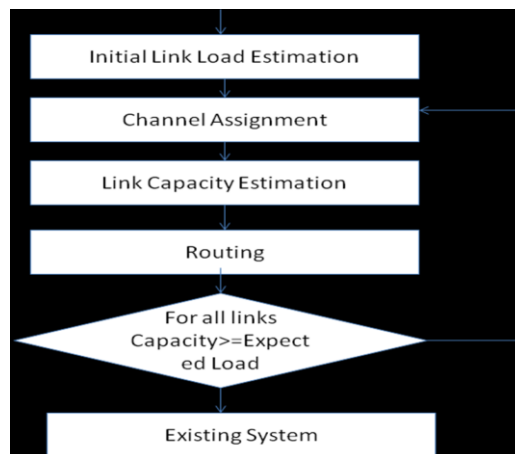 Initial Link Load Estimation
Channel Assignment
Link Capacity Estimation
Routing
For all links
Capacity>=Expect
ed Load
Existing System